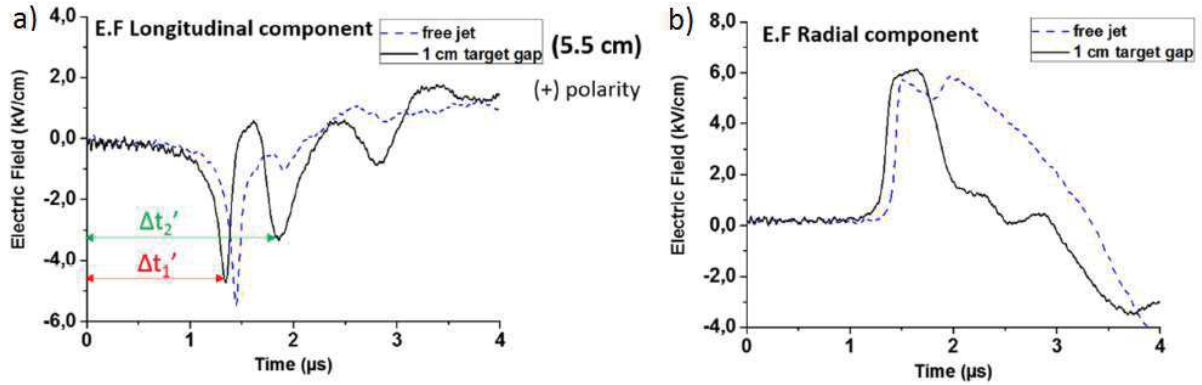 a)
E.F Longitudinal component
free jet
1 cm target gap
(5.5 cm)
(+) polarity
Electric Field (kV/cm)
4,0
2,0
0,0
-2,0
-4,0
-6,0
Δt₂′
Δt₁′
0 1 2 3 4
Time (µs)
b)
E.F Radial component
free jet
1 cm target gap
Electric Field (kV/cm)
8,0
6,0
4,0
2,0
0,0
-2,0
-4,0
0 1 2 3 4
Time (µs)